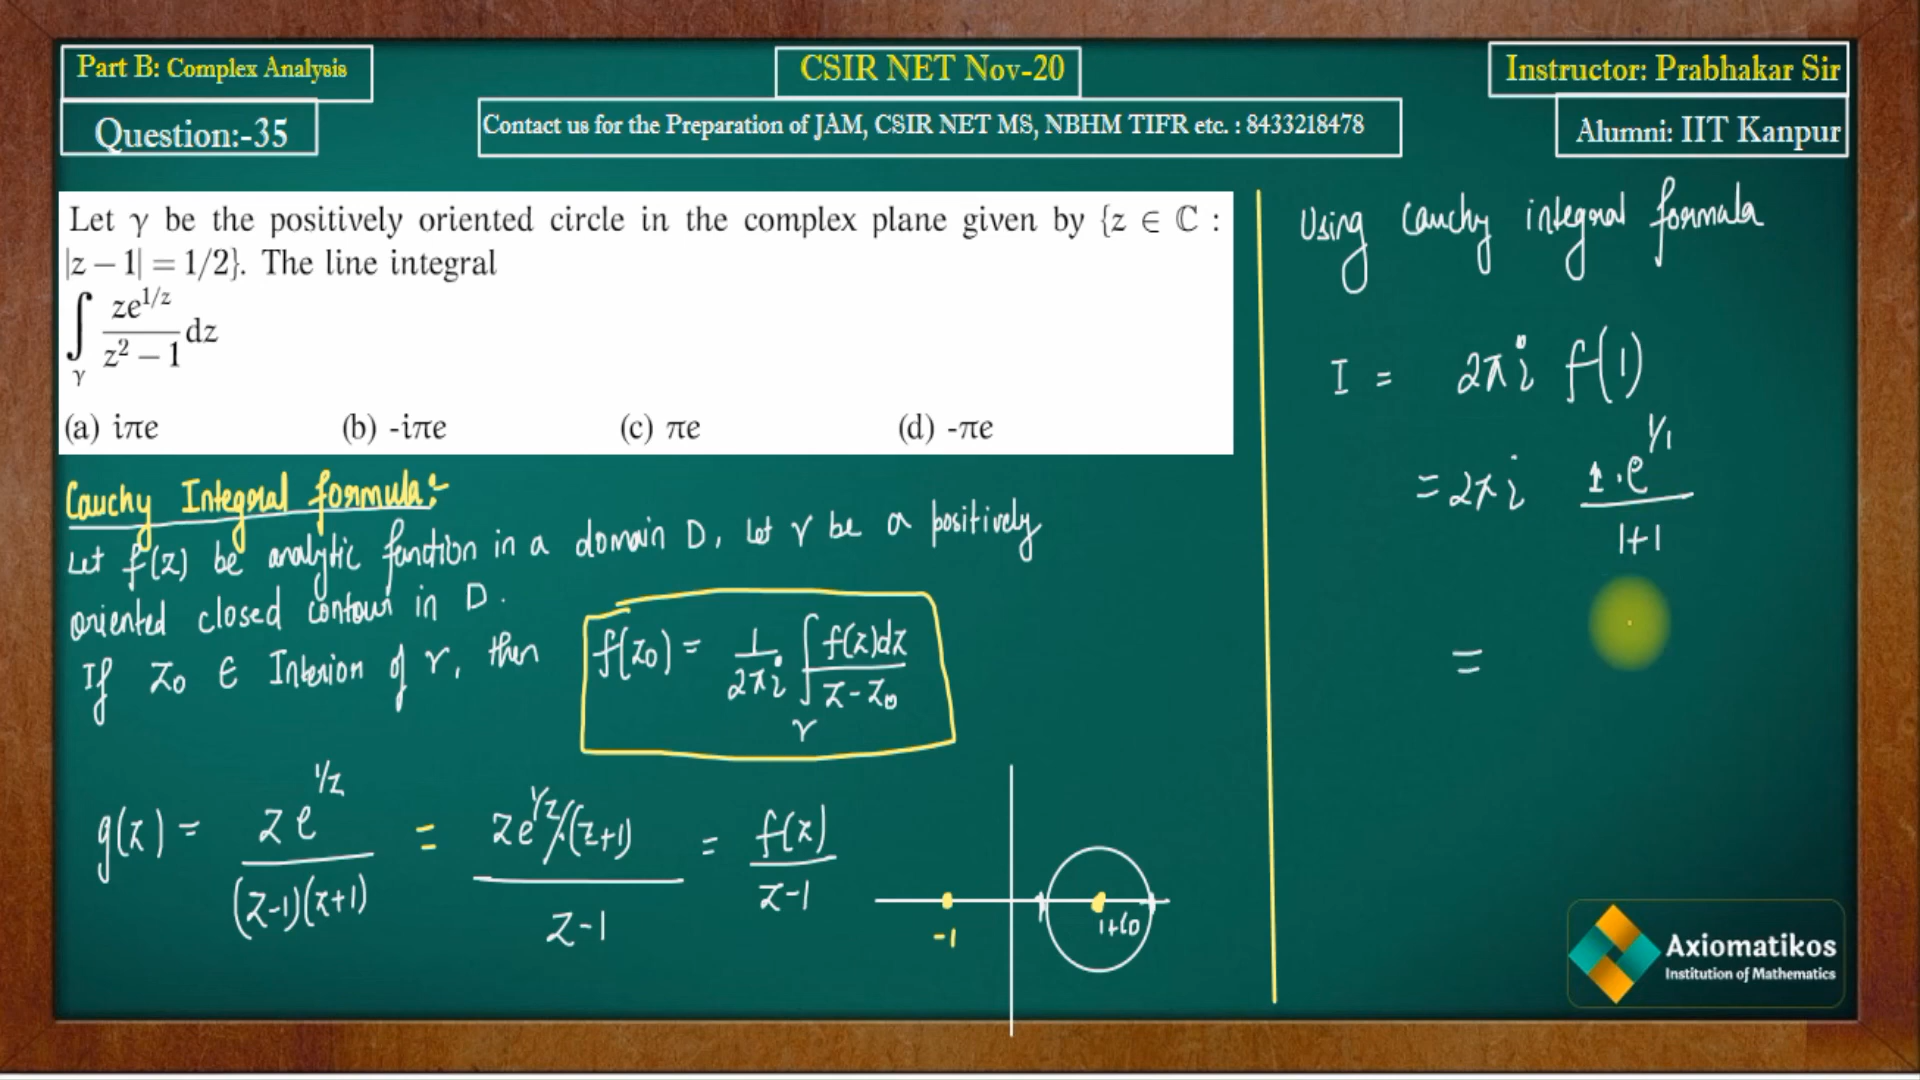 Part B: Complex Analysis
CSIR NET Nov-20
Instructor: Prabhakar Sir
Question:-35
Contact us for the Preparation of JAM, CSIR NET MS, NBHM TIFR etc. : 8433218478
Alumni: IIT Kanpur
Let γ be the positively oriented circle in the complex plane given by {z ∈ ℂ :
|z – 1| = 1/2}. The line integral
∫_γ ze^{1/z} / (z² – 1) dz
(a) iπe (b) -iπe (c) πe (d) -πe
Cauchy Integral formula:-
Let f(z) be analytic function in a domain D, Let γ be a positively
oriented closed contour in D.
If z₀ ∈ Interior of γ, then
f(z₀) = 1/2πi ∫_γ f(z)dz / z-z₀
g(z) = z e^{1/z} / (z-1)(z+1) = ze^{1/z}/(z+1) / z-1 = f(z) / z-1
-1
1+i0
Using Cauchy integral formula
I = 2πi f(1)
= 2πi 1.e^{1/1} / 1+1
=
Axiomatikos
Institution of Mathematics